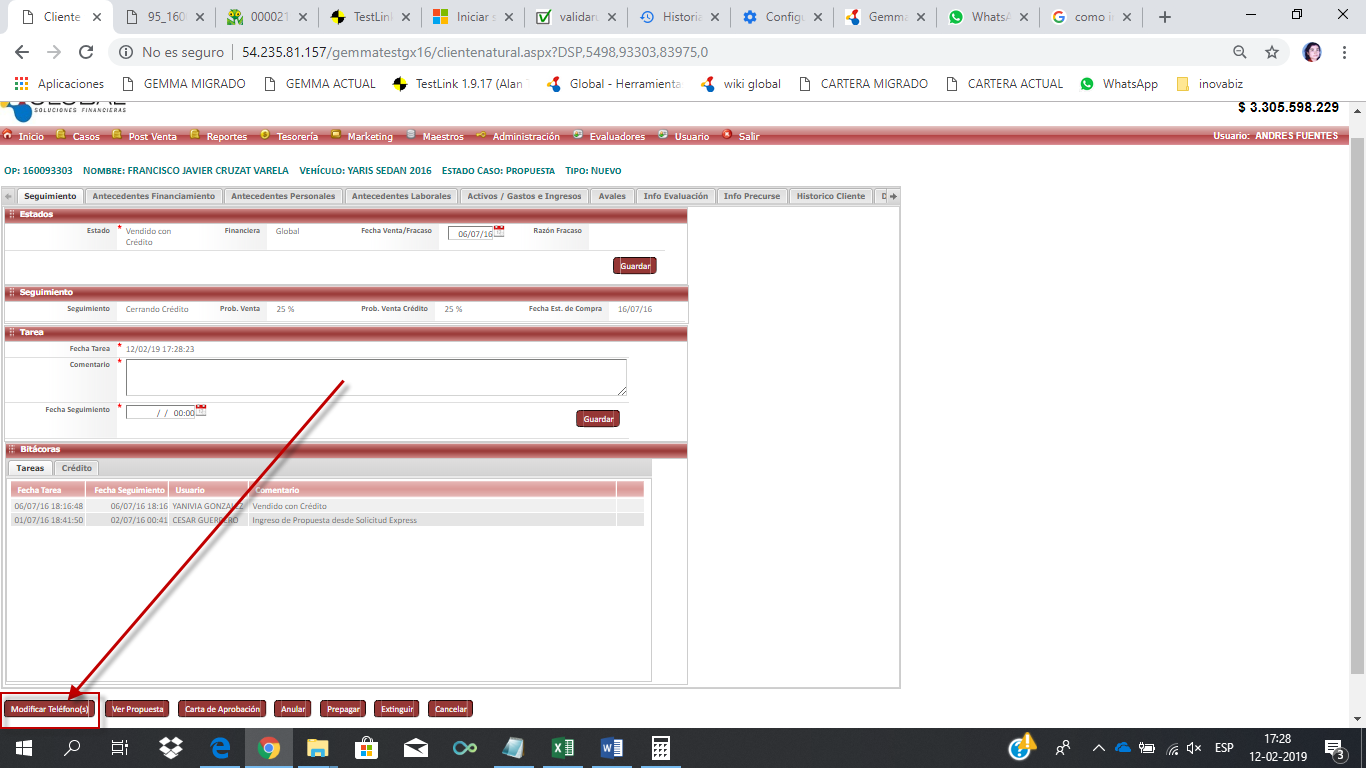 Cliente
95_160
000021
TestLink
Iniciar s
validaru
Historia
Config
Gemma
WhatsA
como i
No es seguro
54.235.81.157/gemmatestgx16/clientenatural.aspx?DSP,5498,93303,83975,0
Aplicaciones
GEMMA MIGRADO
GEMMA ACTUAL
TestLink 1.9.17 (Alan
Global - Herramienta
wiki global
CARTERA MIGRADO
CARTERA ACTUAL
WhatsApp
inovabiz
GLOBAL
SOLUCIONES FINANCIERAS
$ 3.305.598.229
Inicio
Casos
Post Venta
Reportes
Tesorería
Marketing
Maestros
Administración
Evaluadores
Usuario
Salir
Usuario: ANDRES FUENTES
Op: 160093303 Nombre: FRANCISCO JAVIER CRUZAT VARELA Vehículo: YARIS SEDAN 2016 Estado Caso: Propuesta Tipo: Nuevo
Seguimiento
Antecedentes Financiamiento
Antecedentes Personales
Antecedentes Laborales
Activos / Gastos e Ingresos
Avales
Info Evaluación
Info Precurse
Historico Cliente
D
Estados
Estado * Vendido con Crédito
Financiera Global
Fecha Venta/Fracaso 06/07/16
Razón Fracaso
Guardar
Seguimiento
Seguimiento Cerrando Crédito
Prob. Venta 25 %
Prob. Venta Crédito 25 %
Fecha Est. de Compra 16/07/16
Tarea
Fecha Tarea * 12/02/19 17:28:23
Comentario *
Fecha Seguimiento * / / 00:00
Guardar
Bitácoras
Tareas
Crédito
Fecha Tarea Fecha Seguimiento Usuario Comentario
06/07/16 18:16:48 06/07/16 18:16 YANIVIA GONZALEZ Vendido con Crédito
01/07/16 18:41:50 02/07/16 00:41 CESAR GUERRERO Ingreso de Propuesta desde Solicitud Express
Modificar Teléfono(s)
Ver Propuesta
Carta de Aprobación
Anular
Prepagar
Extinguir
Cancelar
ESP
17:28
12-02-2019
3